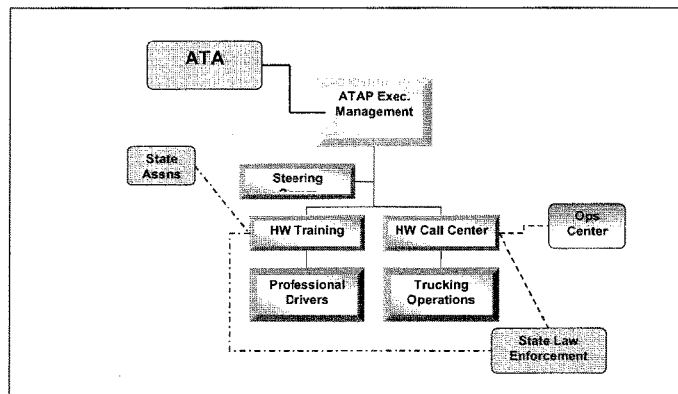 ATA
ATAP Exec.
Management
State
Assns
Steering
HW Training
HW Call Center
Ops
Center
Professional
Drivers
Trucking
Operations
State Law
Enforcement